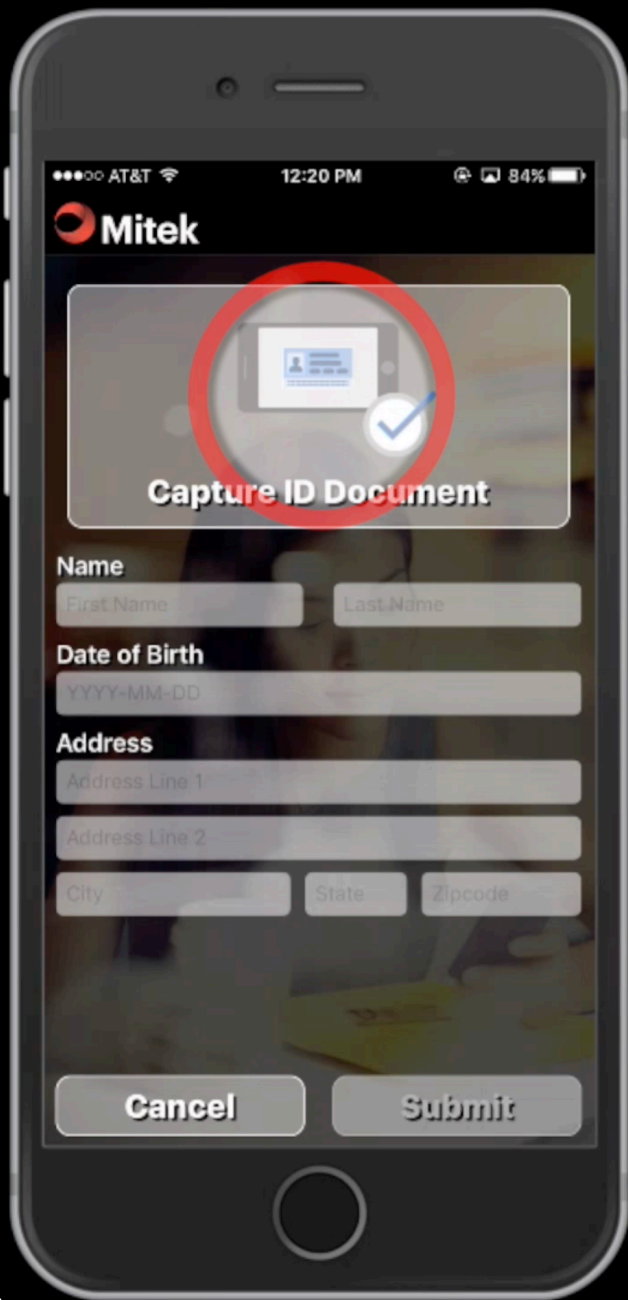 AT&T 12:20 PM 84%
Mitek
Capture ID Document
Name
First Name Last Name
Date of Birth
YYYY-MM-DD
Address
Address Line 1
Address Line 2
City State Zipcode
Cancel Submit